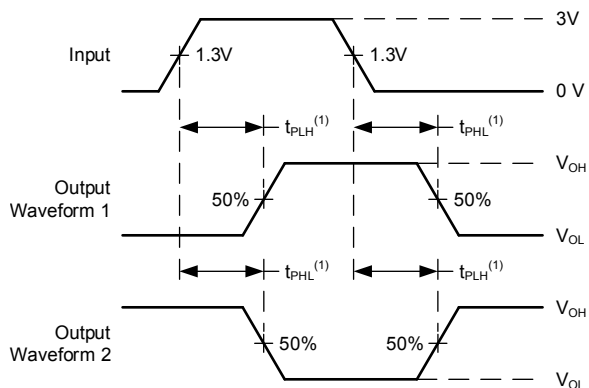 3V
Input
1.3V
1.3V
0 V
tPLH(1)
tPHL(1)
VOH
Output
Waveform 1
50%
50%
VOL
tPHL(1)
tPLH(1)
VOH
Output
Waveform 2
50%
50%
VOL